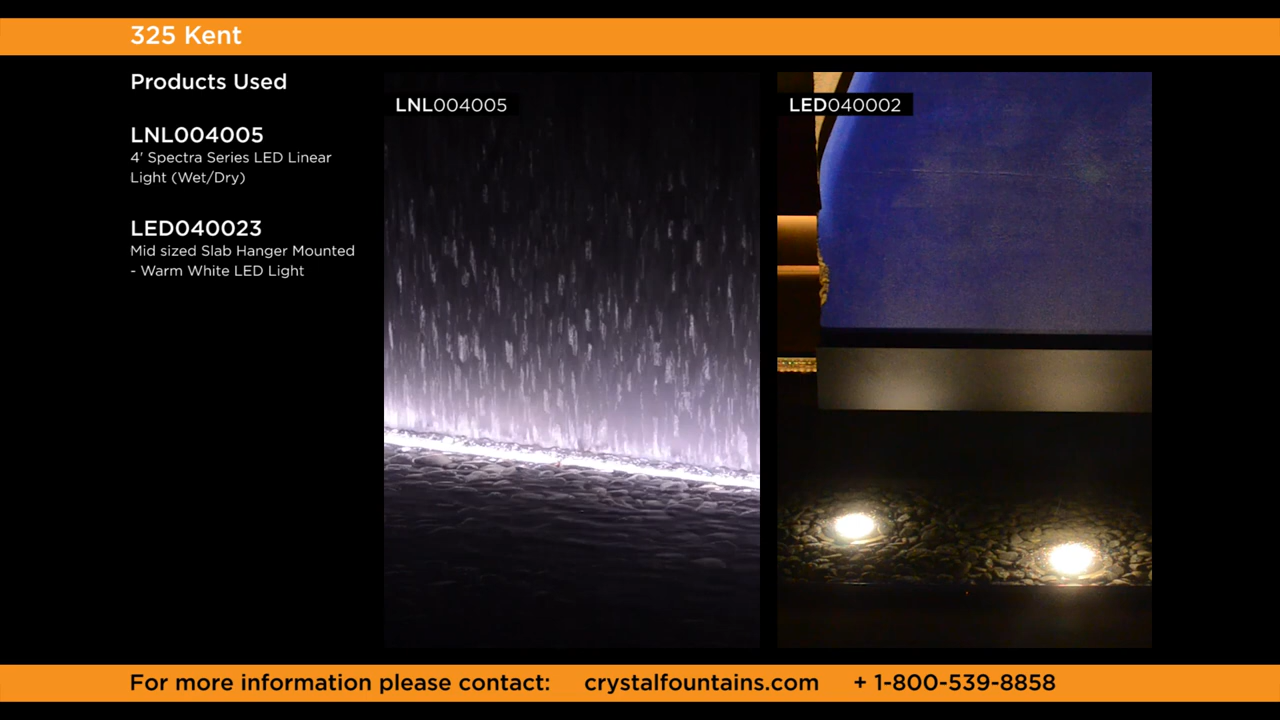 325 Kent
Products Used
LNL004005
4' Spectra Series LED Linear
Light (Wet/Dry)
LED040023
Mid sized Slab Hanger Mounted
- Warm White LED Light
LNL004005
LED040002
For more information please contact: crystalfountains.com + 1-800-539-8858